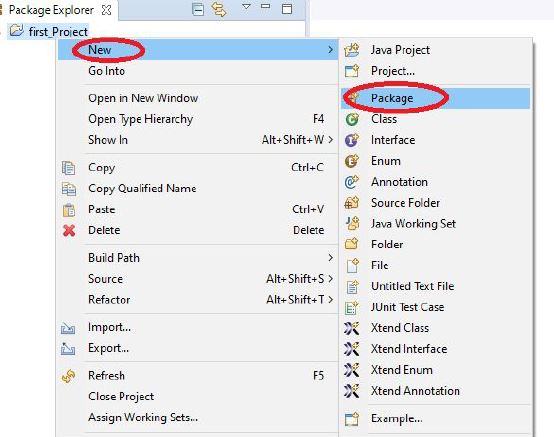 Package Explorer
first_Project
New
Go Into
Open in New Window
Open Type Hierarchy F4
Show In Alt+Shift+W
Copy Ctrl+C
Copy Qualified Name
Paste Ctrl+V
Delete Delete
Build Path
Source Alt+Shift+S
Refactor Alt+Shift+T
Import...
Export...
Refresh F5
Close Project
Assign Working Sets...
Java Project
Project...
Package
Class
Interface
Enum
Annotation
Source Folder
Java Working Set
Folder
File
Untitled Text File
JUnit Test Case
Xtend Class
Xtend Interface
Xtend Enum
Xtend Annotation
Example...